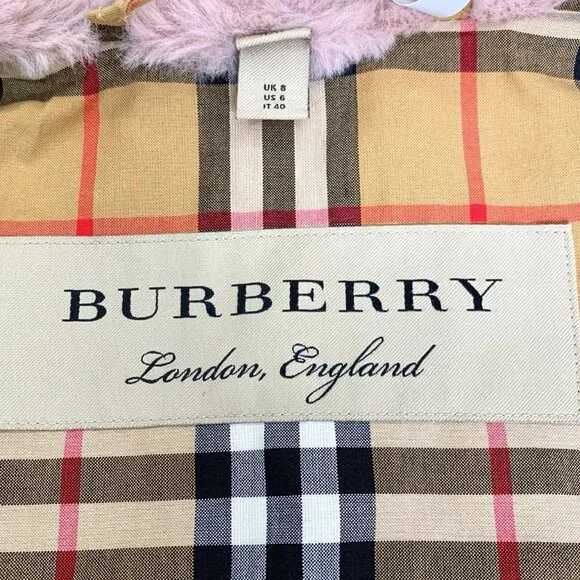 UK 8
US 6
IT 40
BURBERRY
London, England